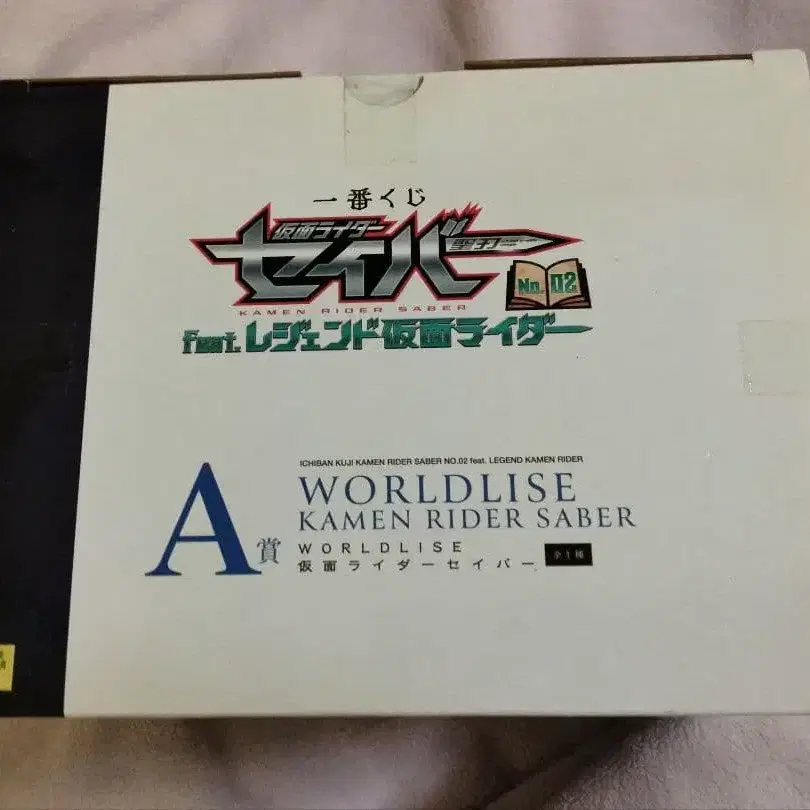 一番くじ
仮面ライダー
セイバー
聖刃
KAMEN RIDER SABER
No.02
feat.レジェンド仮面ライダー
ICHIBAN KUJI KAMEN RIDER SABER NO.02 feat. LEGEND KAMEN RIDER
A賞
WORLDLISE
KAMEN RIDER SABER
WORLDLISE
仮面ライダーセイバー
全1種